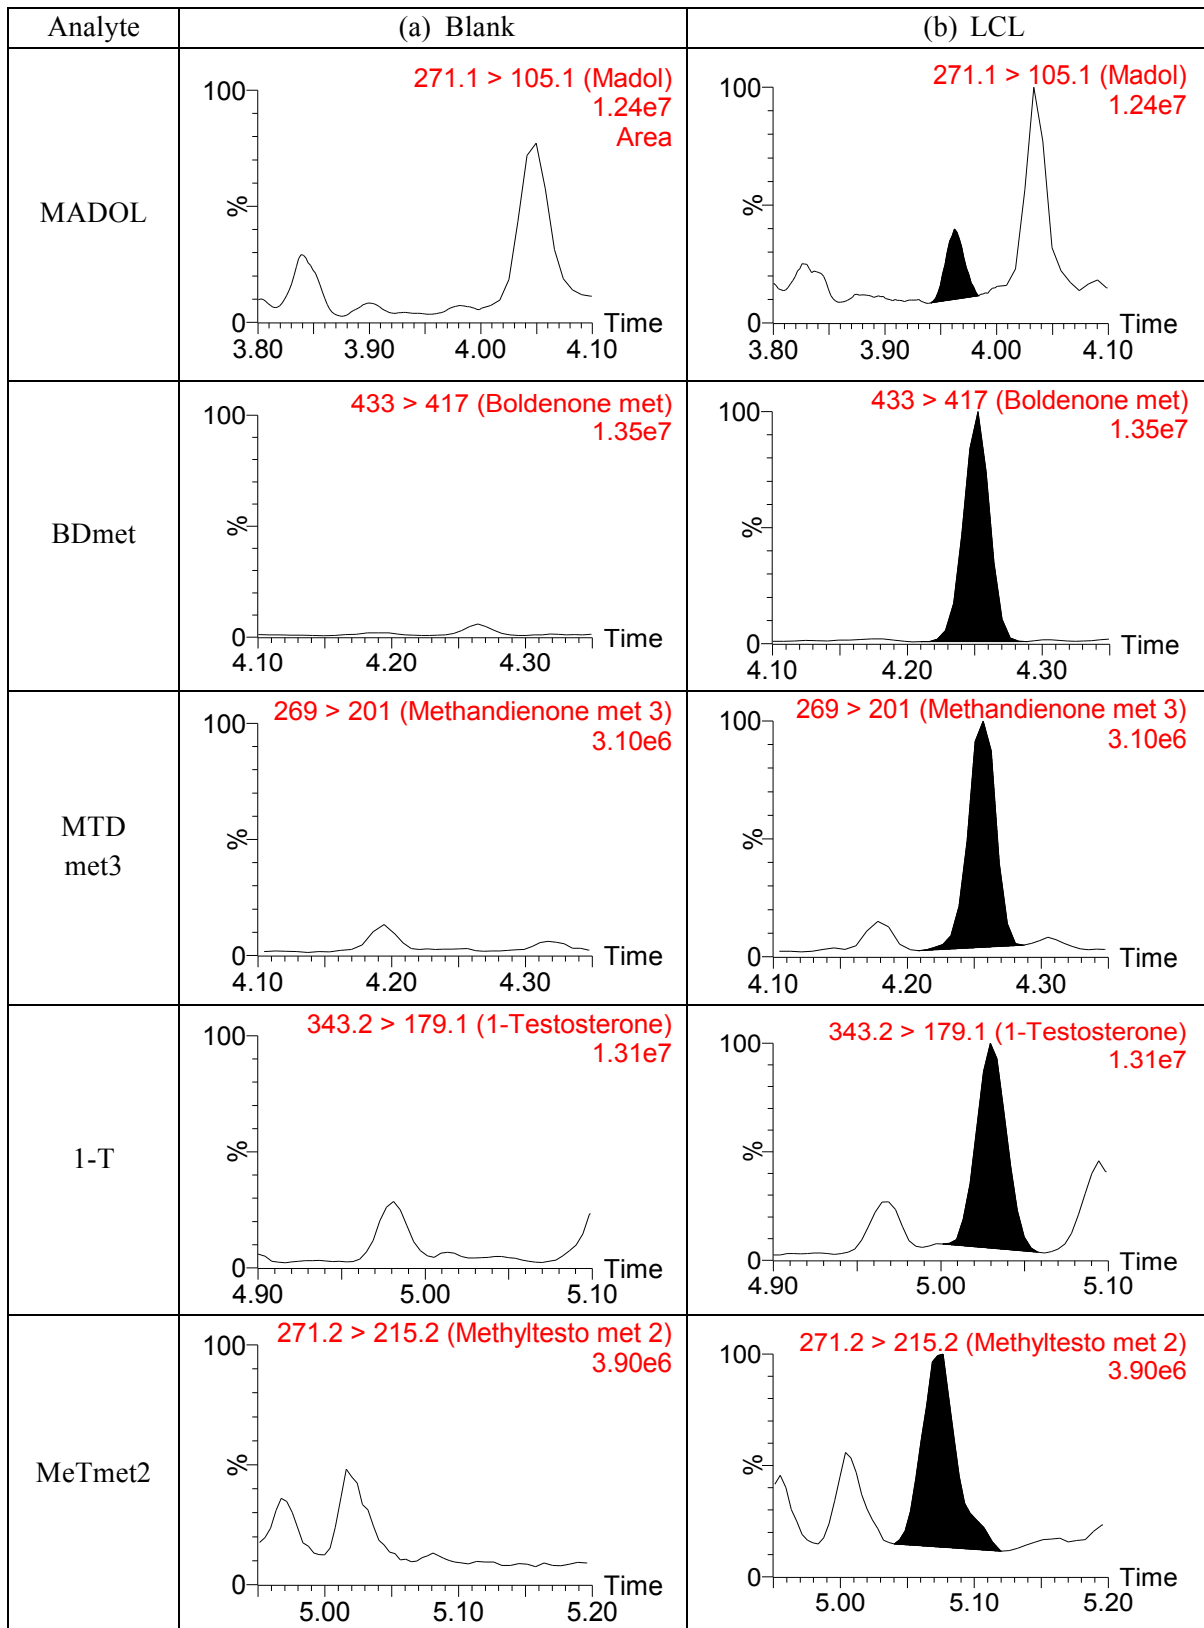 Analyte (a) Blank (b) LCL
MADOL
271.1 > 105.1 (Madol)
1.24e7
Area
100
%
0
3.80 3.90 4.00 4.10
Time
271.1 > 105.1 (Madol)
1.24e7
100
%
0
3.80 3.90 4.00 4.10
Time
BDmet
433 > 417 (Boldenone met)
1.35e7
100
%
0
4.10 4.20 4.30
Time
433 > 417 (Boldenone met)
1.35e7
100
%
0
4.10 4.20 4.30
Time
MTD
met3
269 > 201 (Methandienone met 3)
3.10e6
100
%
0
4.10 4.20 4.30
Time
269 > 201 (Methandienone met 3)
3.10e6
100
%
0
4.10 4.20 4.30
Time
1-T
343.2 > 179.1 (1-Testosterone)
1.31e7
100
%
0
4.90 5.00 5.10
Time
343.2 > 179.1 (1-Testosterone)
1.31e7
100
%
0
4.90 5.00 5.10
Time
MeTmet2
271.2 > 215.2 (Methyltesto met 2)
3.90e6
100
%
0
5.00 5.10 5.20
Time
271.2 > 215.2 (Methyltesto met 2)
3.90e6
100
%
0
5.00 5.10 5.20
Time